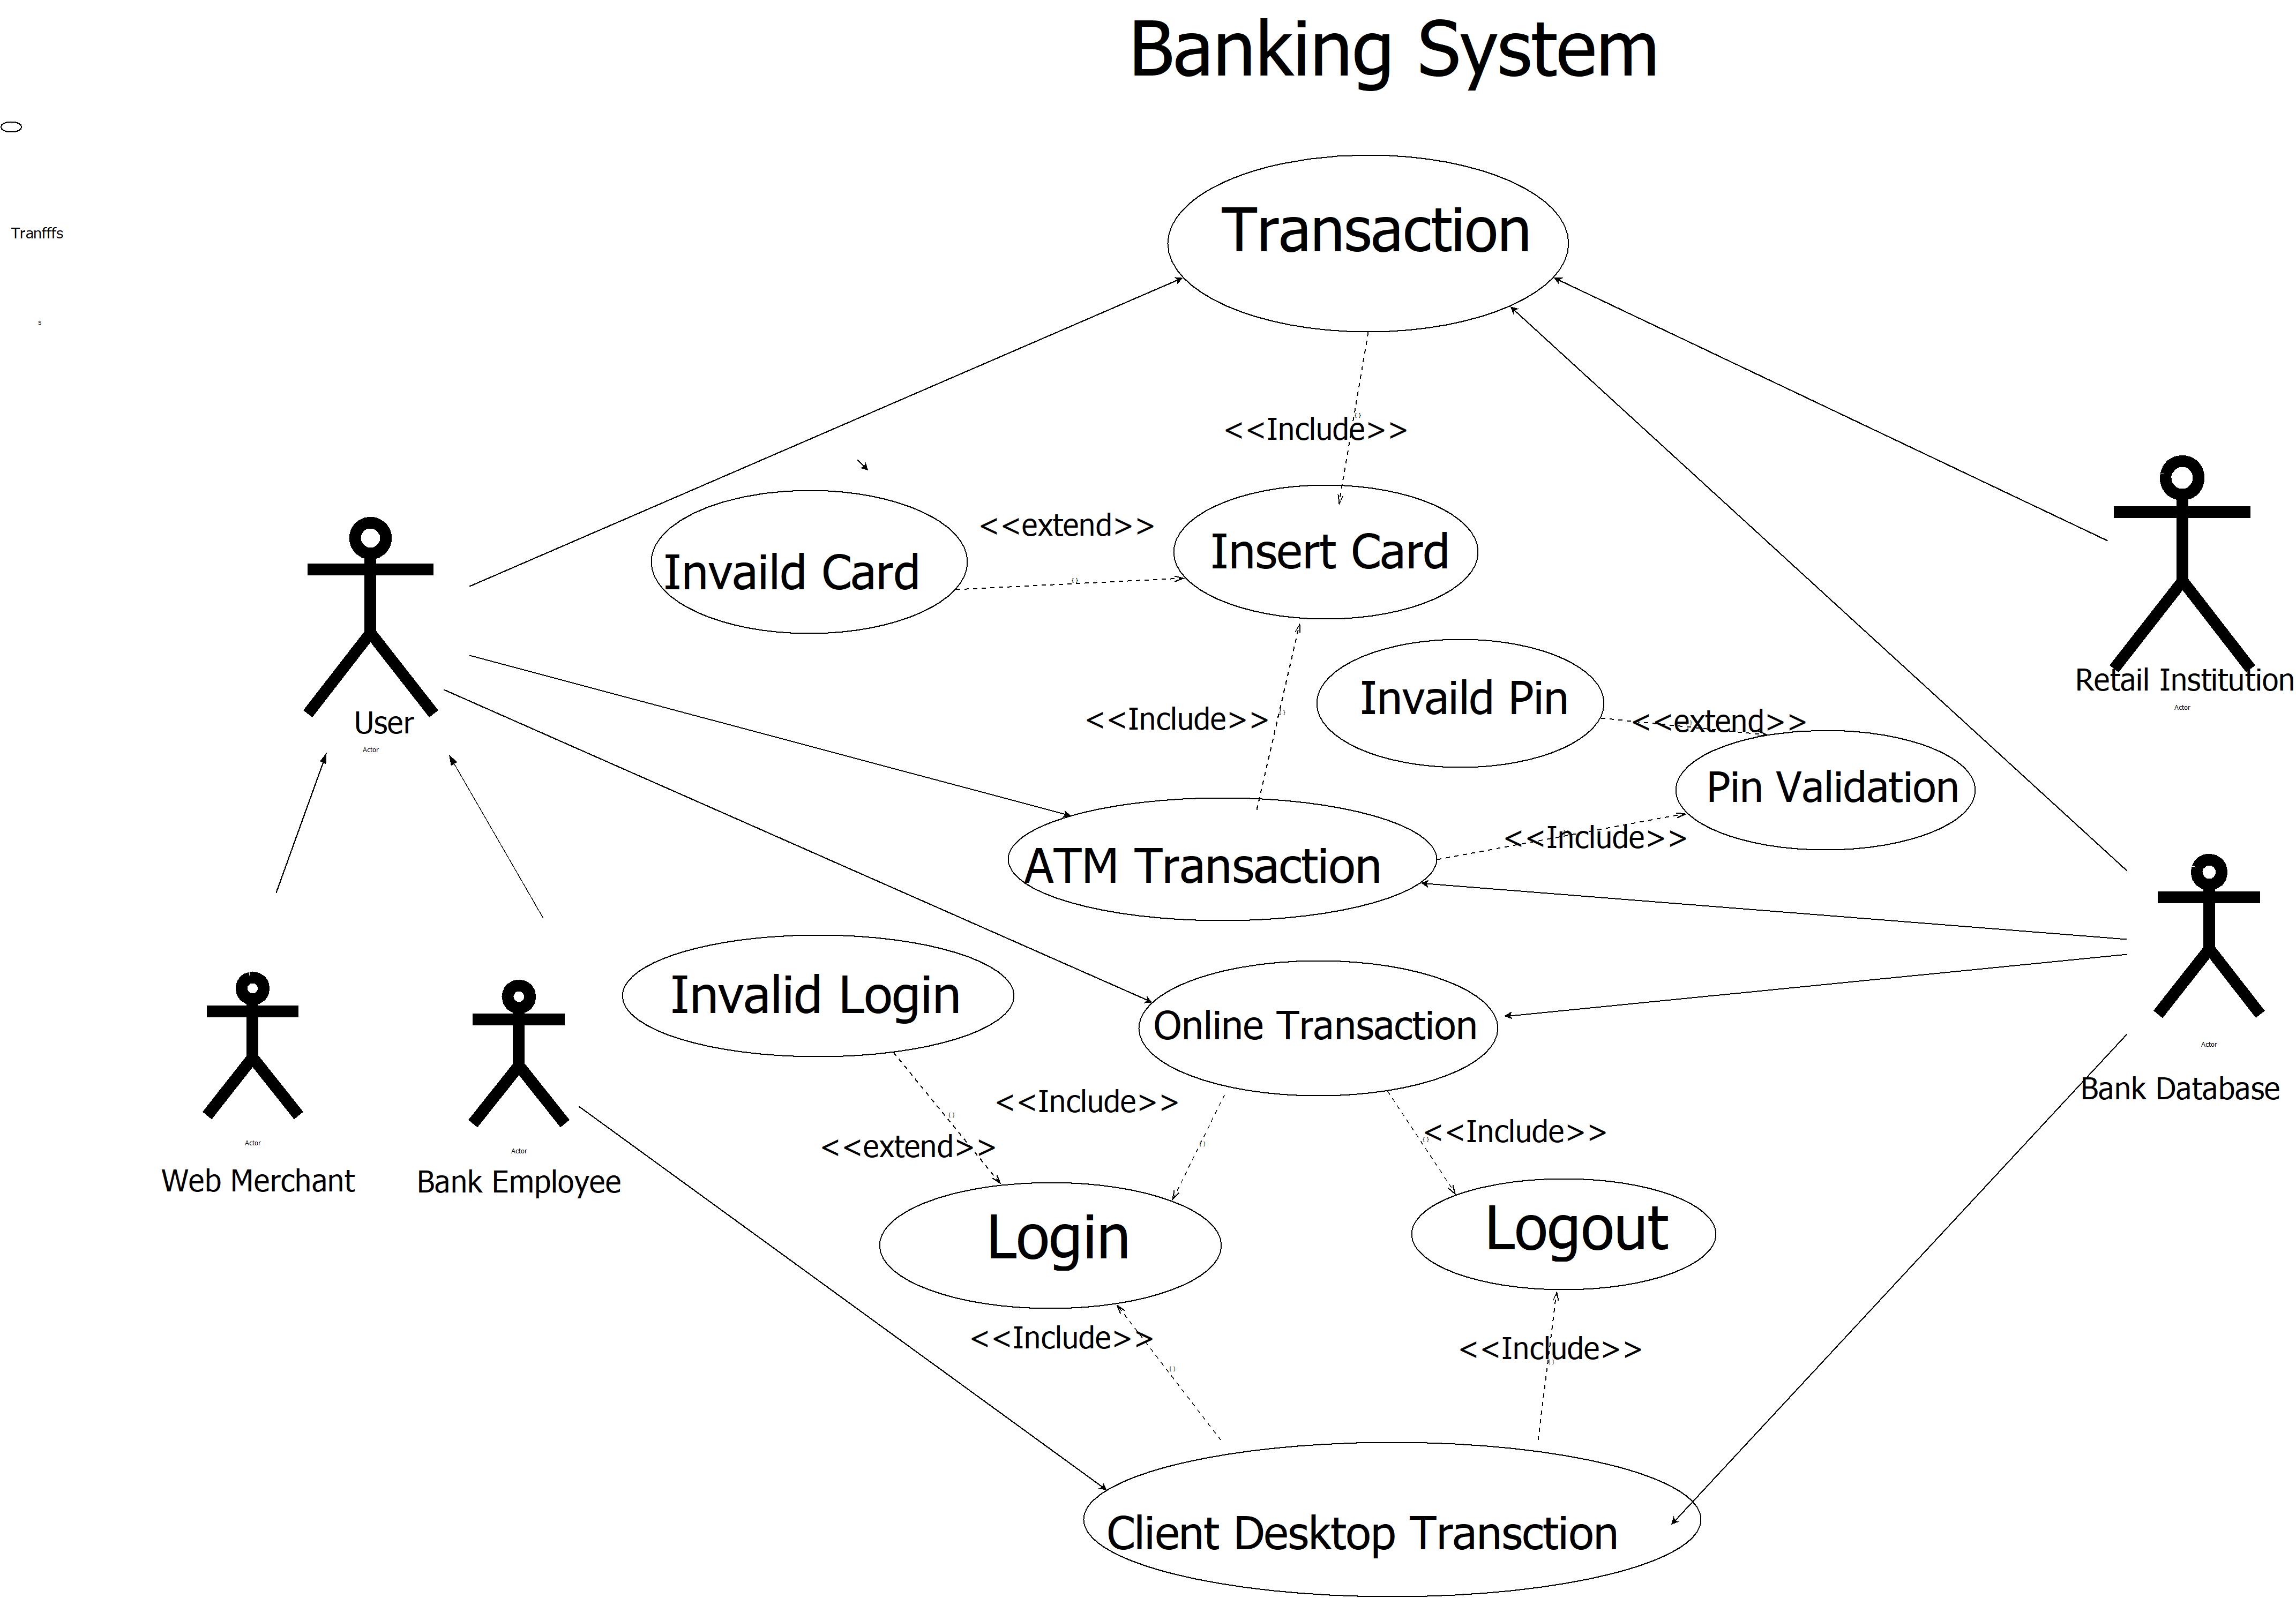 Banking System
Tranfffs
s
Transaction
<<Include>>
Invaild Card
<<extend>>
Insert Card
User
Actor
Retail Institution
Actor
<<Include>>
Invaild Pin
<<extend>>
Pin Validation
<<Include>>
ATM Transaction
Invalid Login
Online Transaction
Actor
Bank Database
<<Include>>
<<extend>>
<<Include>>
Actor
Web Merchant
Actor
Bank Employee
Login
Logout
<<Include>>
<<Include>>
Client Desktop Transction